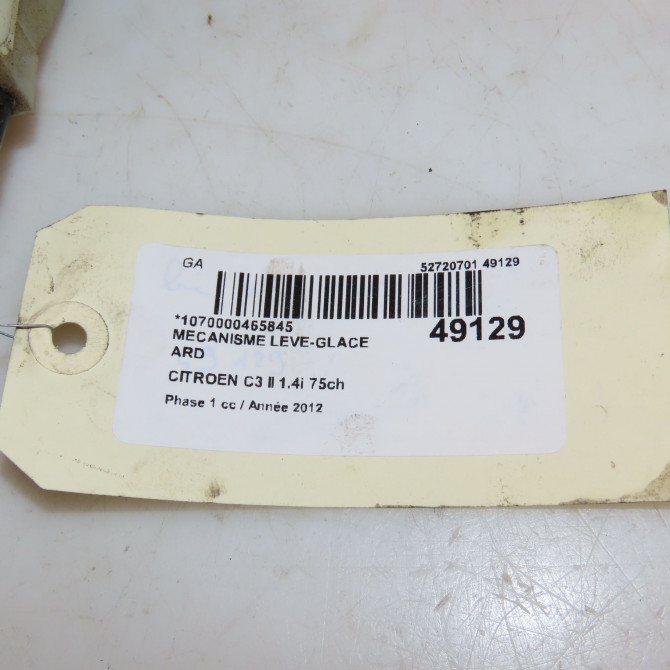 GA
52720701 49129
*1070000465845
49129
MECANISME LEVE-GLACE
ARD
CITROEN C3 II 1.4i 75ch
Phase 1 cc / Année 2012